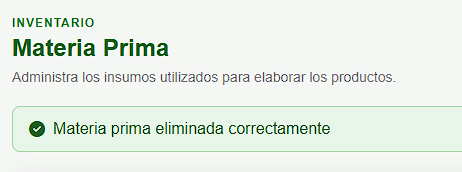 INVENTARIO
Materia Prima
Administra los insumos utilizados para elaborar los productos.
Materia prima eliminada correctamente